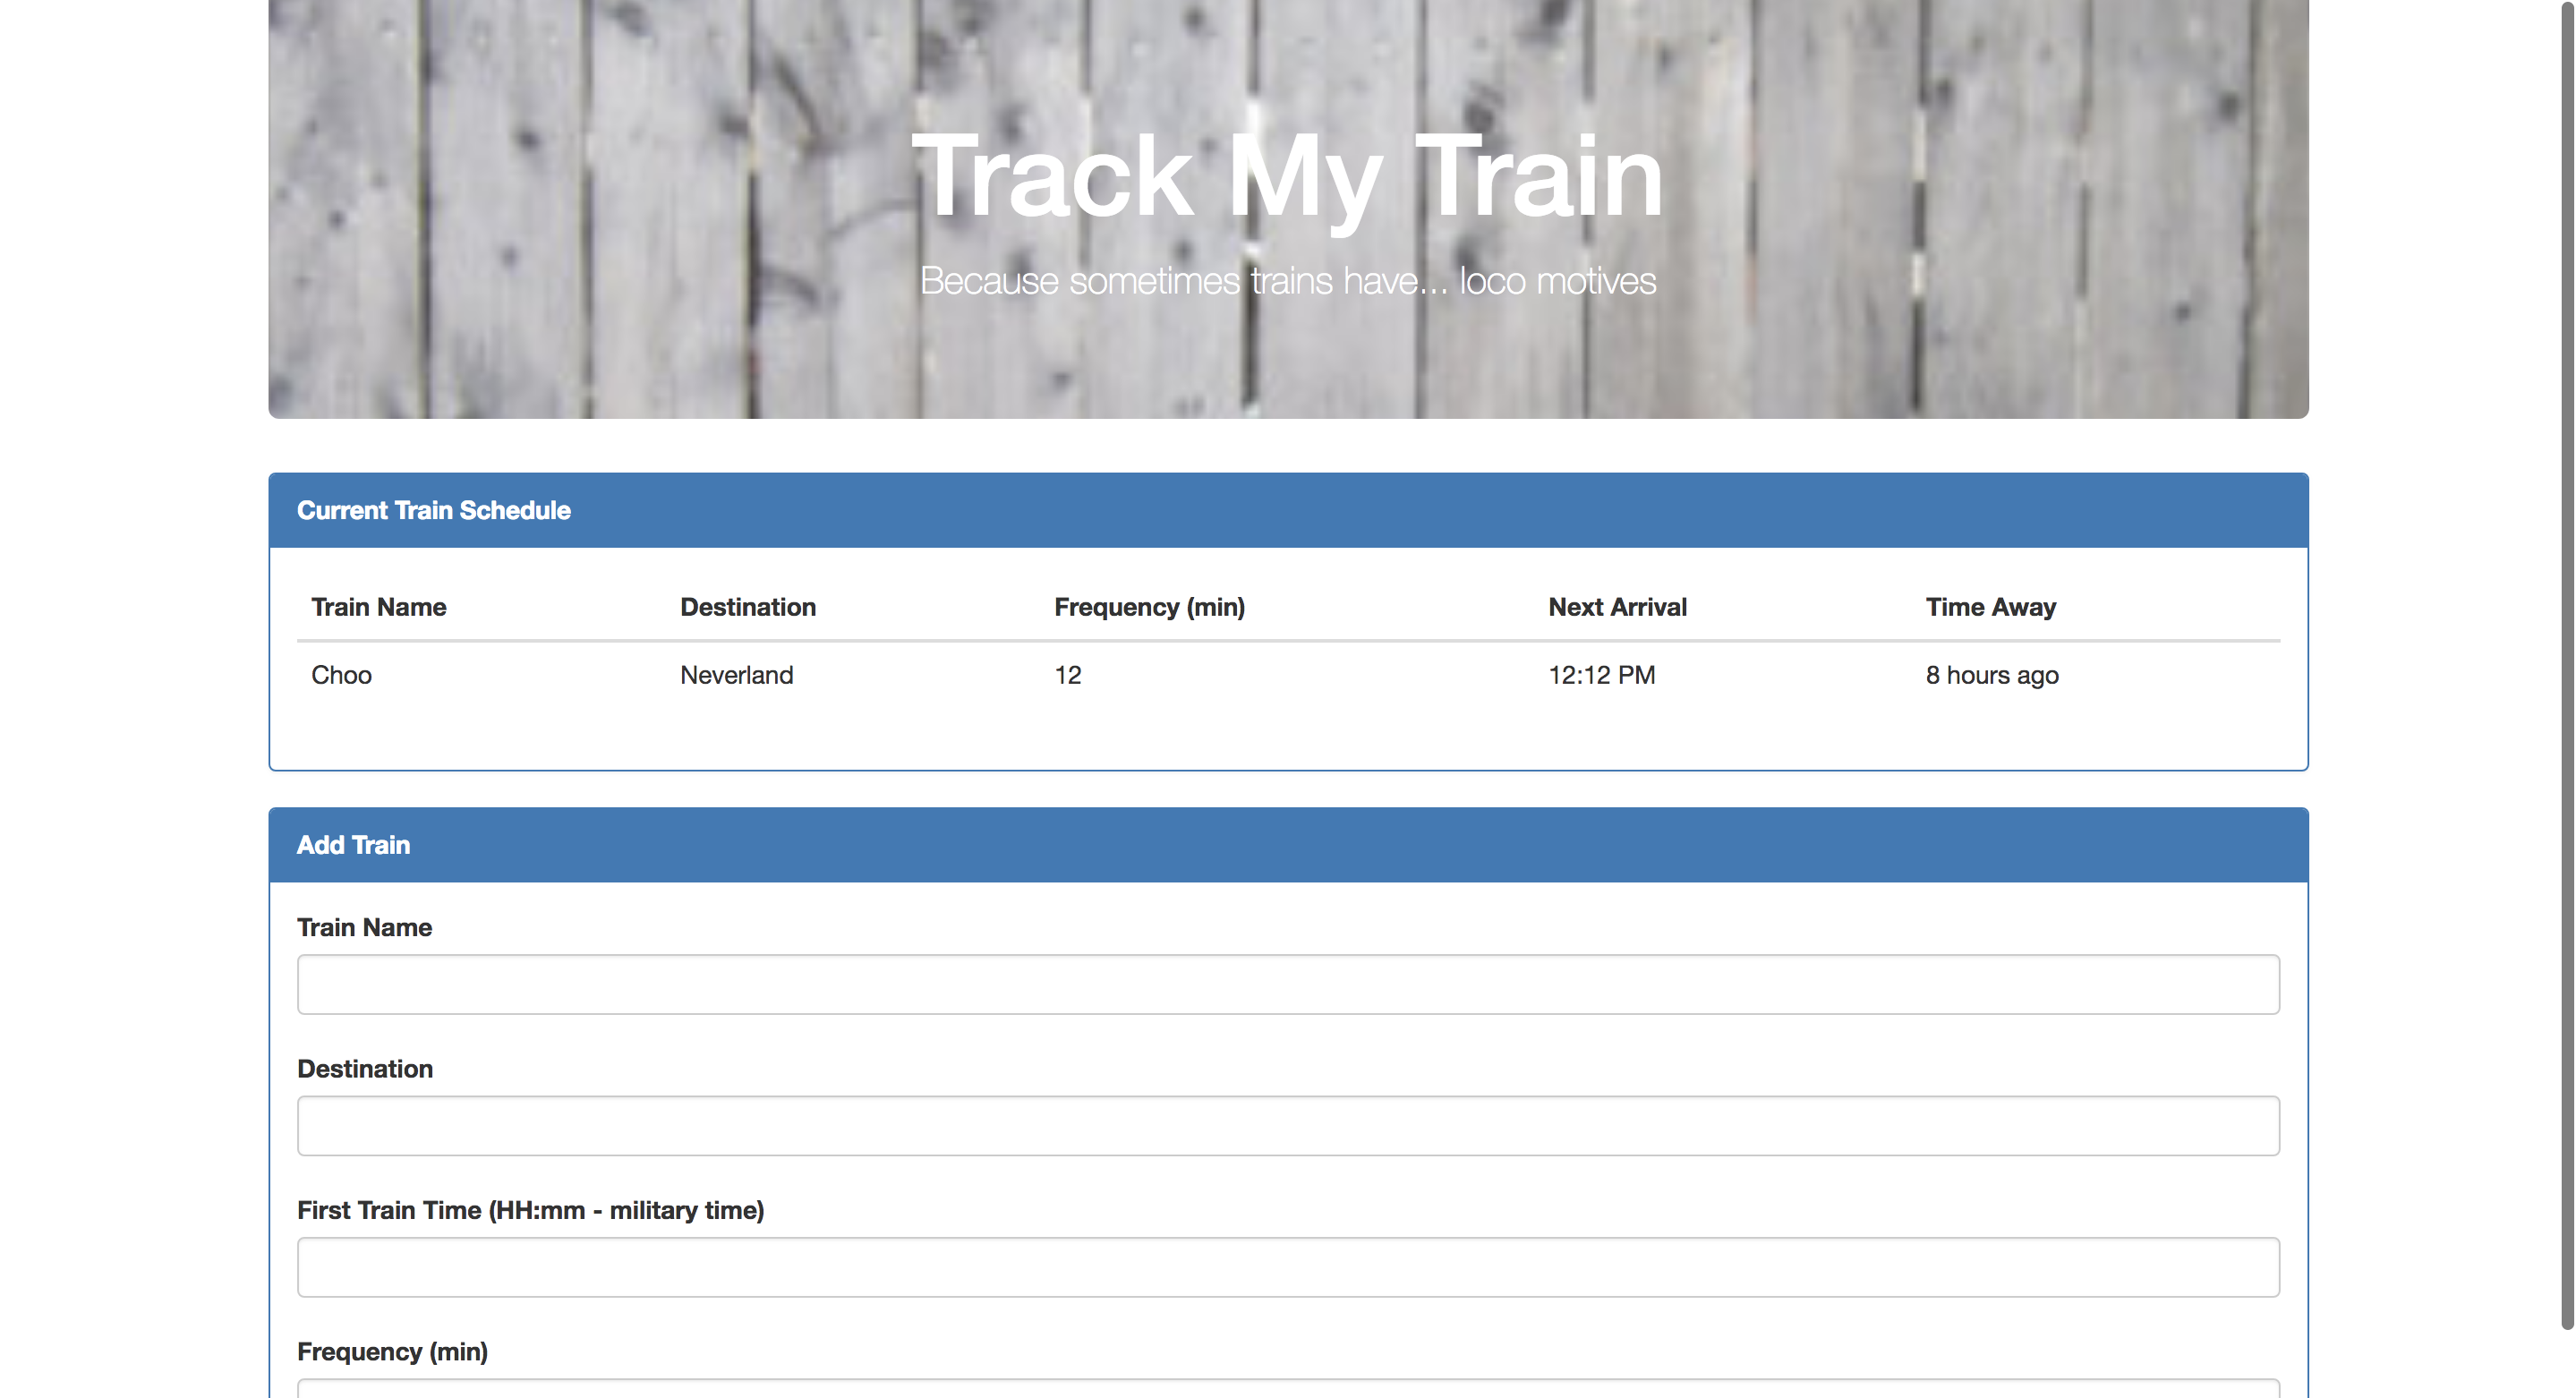 Track My Train
Because sometimes trains have... loco motives
Current Train Schedule
Train Name Destination Frequency (min) Next Arrival Time Away
Choo Neverland 12 12:12 PM 8 hours ago
Add Train
Train Name
Destination
First Train Time (HH:mm - military time)
Frequency (min)